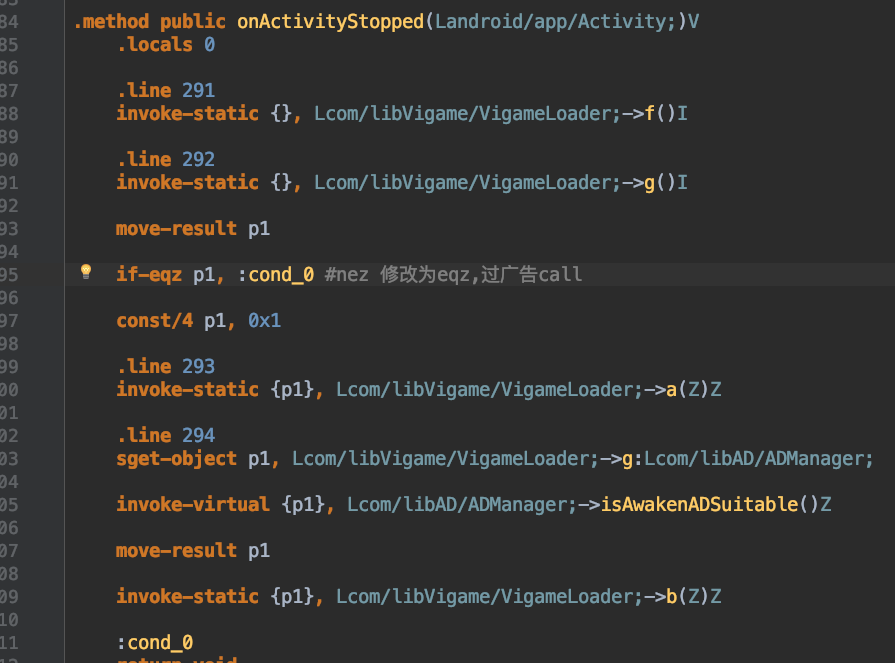 84 .method public onActivityStopped(Landroid/app/Activity;)V
85 .locals 0
86
87 .line 291
88 invoke-static {}, Lcom/libVigame/VigameLoader;->f()I
89
90 .line 292
91 invoke-static {}, Lcom/libVigame/VigameLoader;->g()I
92
93 move-result p1
94
95 if-eqz p1, :cond_0 #nez 修改为eqz,过广告call
96
97 const/4 p1, 0x1
98
99 .line 293
00 invoke-static {p1}, Lcom/libVigame/VigameLoader;->a(Z)Z
01
02 .line 294
03 sget-object p1, Lcom/libVigame/VigameLoader;->g:Lcom/libAD/ADManager;
04
05 invoke-virtual {p1}, Lcom/libAD/ADManager;->isAwakenADSuitable()Z
06
07 move-result p1
08
09 invoke-static {p1}, Lcom/libVigame/VigameLoader;->b(Z)Z
10
11 :cond_0